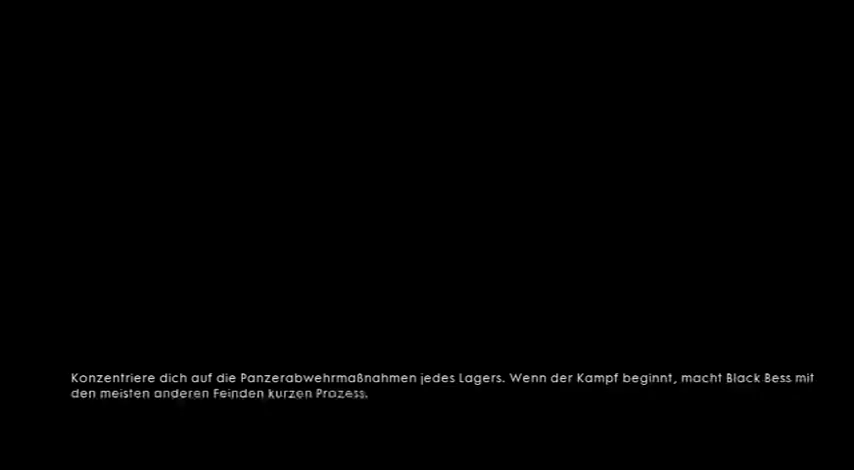 Konzentriere dich auf die Panzerabwehrmaßnahmen jedes Lagers. Wenn der Kampf beginnt, macht Black Bess mit
den meisten anderen Feinden kurzen Prozess.